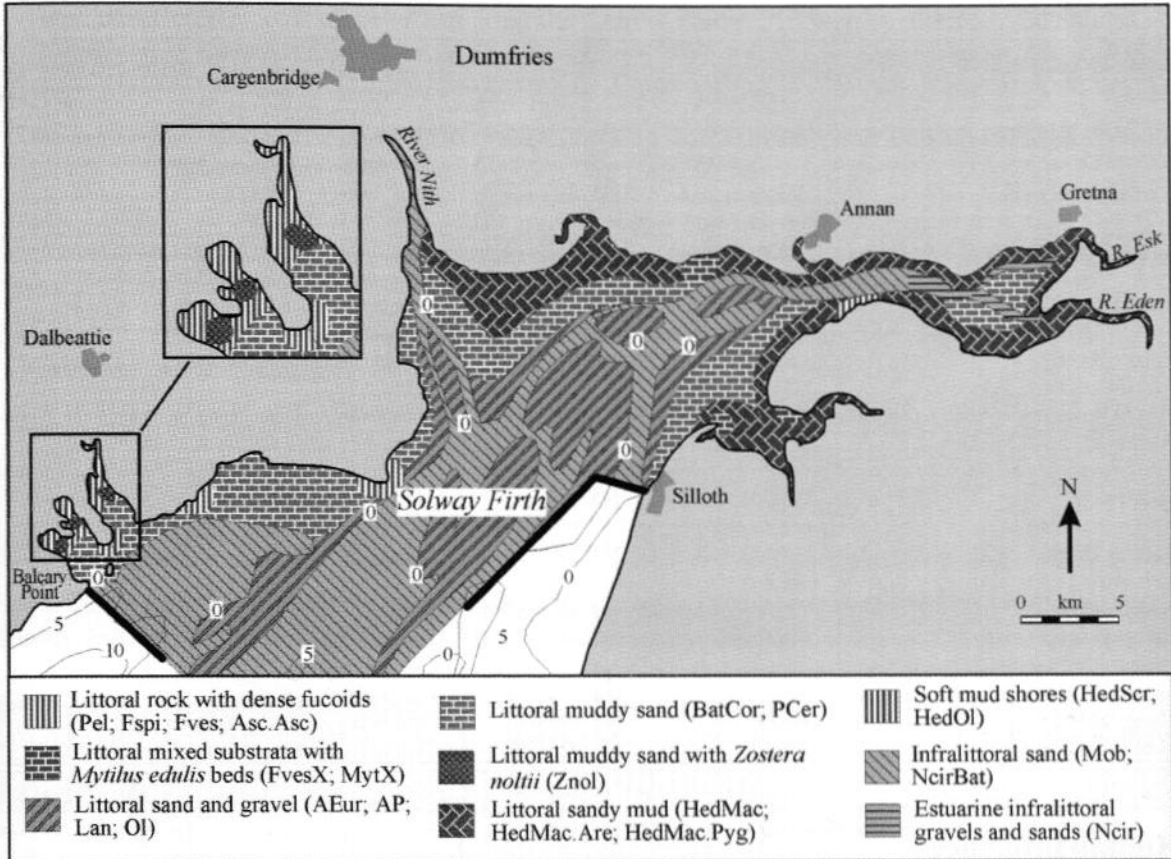 Dumfries
Cargenbridge
River Nith
Gretna
Annan
R. Esk
R. Eden
Dalbeattie
0
0
0
0
0
Solway Firth
Silloth
N
Balcary
Point
0
0
0
0
0
5
10
5
0
5
0
0 km 5
Littoral rock with dense fucoids
(Pel; Fspi; Fves; Asc.Asc)
Littoral mixed substrata with
Mytilus edulis beds (FvesX; MytX)
Littoral sand and gravel (AEur; AP;
Lan; Ol)
Littoral muddy sand (BatCor; PCer)
Littoral muddy sand with Zostera
noltii (Znol)
Littoral sandy mud (HedMac;
HedMac.Are; HedMac.Pyg)
Soft mud shores (HedScr;
HedOl)
Infralittoral sand (Mob;
NcirBat)
Estuarine infralittoral
gravels and sands (Ncir)